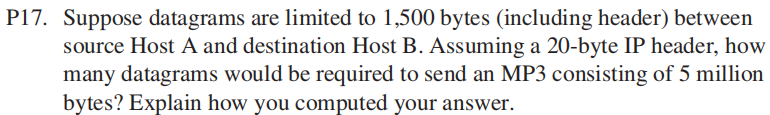 P17. Suppose datagrams are limited to 1,500 bytes (including header) between
source Host A and destination Host B. Assuming a 20-byte IP header, how
many datagrams would be required to send an MP3 consisting of 5 million
bytes? Explain how you computed your answer.